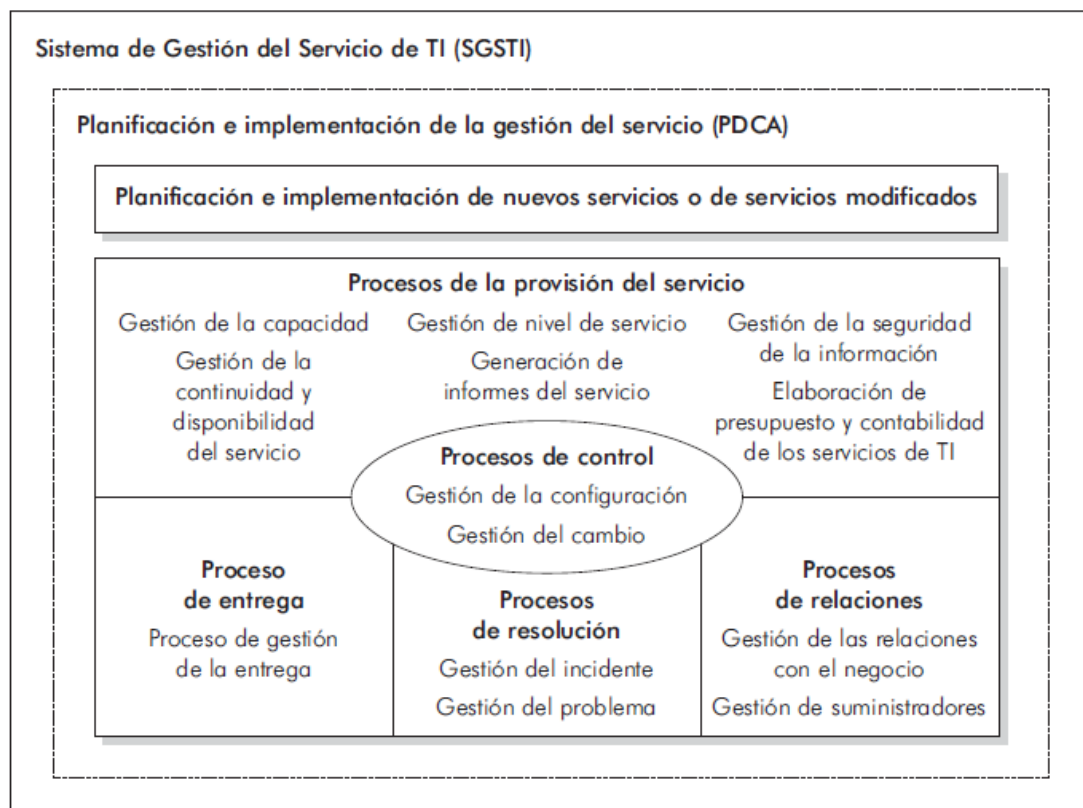 Sistema de Gestión del Servicio de TI (SGSTI)
Planificación e implementación de la gestión del servicio (PDCA)
Planificación e implementación de nuevos servicios o de servicios modificados
Procesos de la provisión del servicio
Gestión de la capacidad
Gestión de la
continuidad y
disponibilidad
del servicio
Gestión de nivel de servicio
Generación de
informes del servicio
Gestión de la seguridad
de la información
Elaboración de
presupuesto y contabilidad
de los servicios de TI
Procesos de control
Gestión de la configuración
Gestión del cambio
Proceso
de entrega
Proceso de gestión
de la entrega
Procesos
de resolución
Gestión del incidente
Gestión del problema
Procesos
de relaciones
Gestión de las relaciones
con el negocio
Gestión de suministradores